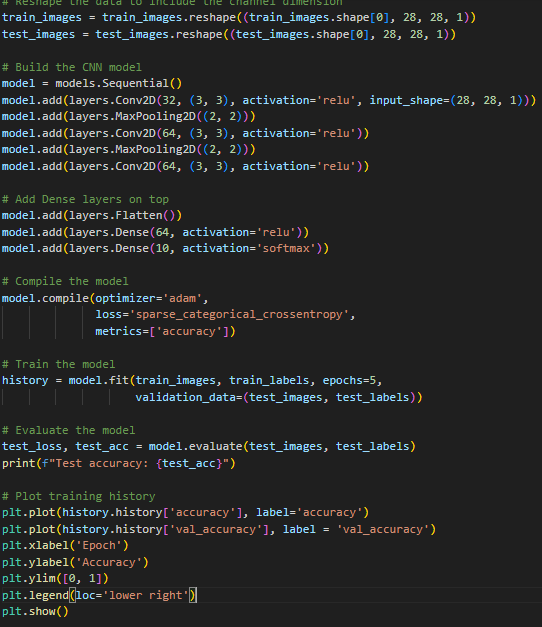 # Reshape the data to include the channel dimension
train_images = train_images.reshape((train_images.shape[0], 28, 28, 1))
test_images = test_images.reshape((test_images.shape[0], 28, 28, 1))

# Build the CNN model
model = models.Sequential()
model.add(layers.Conv2D(32, (3, 3), activation='relu', input_shape=(28, 28, 1)))
model.add(layers.MaxPooling2D((2, 2)))
model.add(layers.Conv2D(64, (3, 3), activation='relu'))
model.add(layers.MaxPooling2D((2, 2)))
model.add(layers.Conv2D(64, (3, 3), activation='relu'))

# Add Dense layers on top
model.add(layers.Flatten())
model.add(layers.Dense(64, activation='relu'))
model.add(layers.Dense(10, activation='softmax'))

# Compile the model
model.compile(optimizer='adam',
              loss='sparse_categorical_crossentropy',
              metrics=['accuracy'])

# Train the model
history = model.fit(train_images, train_labels, epochs=5,
                    validation_data=(test_images, test_labels))

# Evaluate the model
test_loss, test_acc = model.evaluate(test_images, test_labels)
print(f"Test accuracy: {test_acc}")

# Plot training history
plt.plot(history.history['accuracy'], label='accuracy')
plt.plot(history.history['val_accuracy'], label = 'val_accuracy')
plt.xlabel('Epoch')
plt.ylabel('Accuracy')
plt.ylim([0, 1])
plt.legend(loc='lower right')
plt.show()